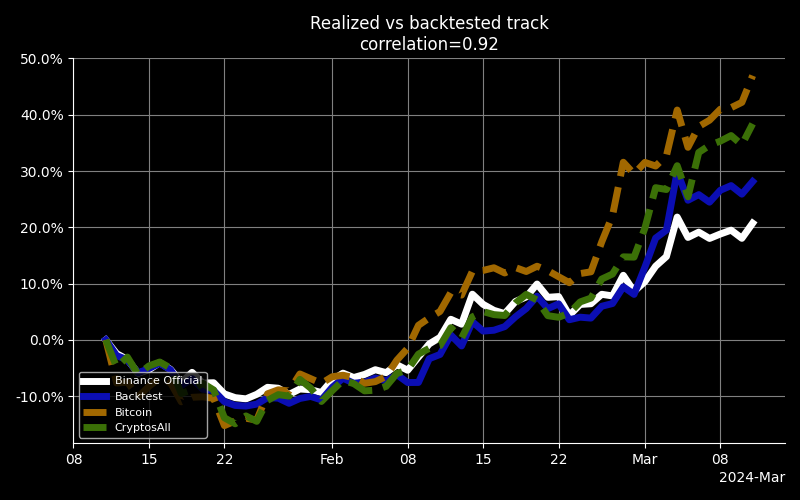 Realized vs backtested track
correlation=0.92
50.0%
40.0%
30.0%
20.0%
10.0%
0.0%
-10.0%
Binance Official
Backtest
Bitcoin
CryptosAll
08 15 22 Feb 08 15 22 Mar 08
2024-Mar